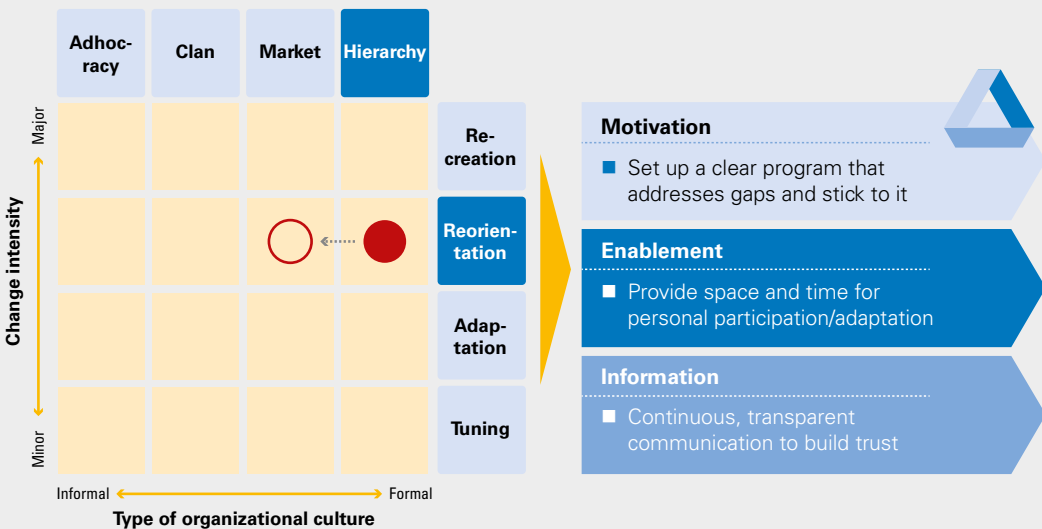 Adhoc-
racy
Clan
Market
Hierarchy
Major
Change intensity
Minor
Re-
creation
Reorien-
tation
Adap-
tation
Tuning
Informal
Formal
Type of organizational culture
Motivation
Set up a clear program that
addresses gaps and stick to it
Enablement
Provide space and time for
personal participation/adaptation
Information
Continuous, transparent
communication to build trust